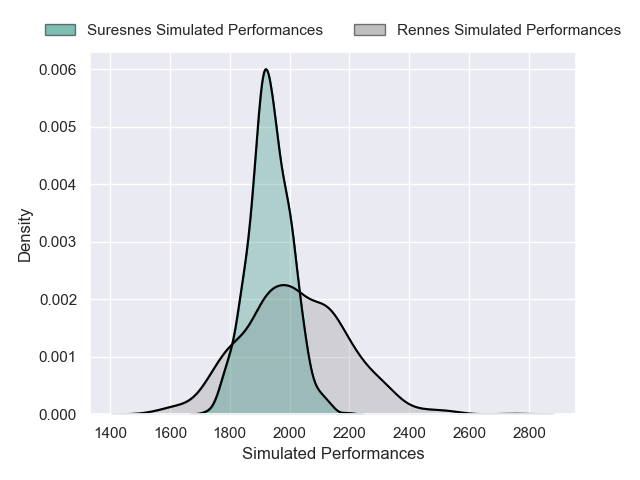 Suresnes Simulated Performances Rennes Simulated Performances
0.006
0.005
0.004
0.003
0.002
0.001
0.000
Density
1400 1600 1800 2000 2200 2400 2600 2800
Simulated Performances